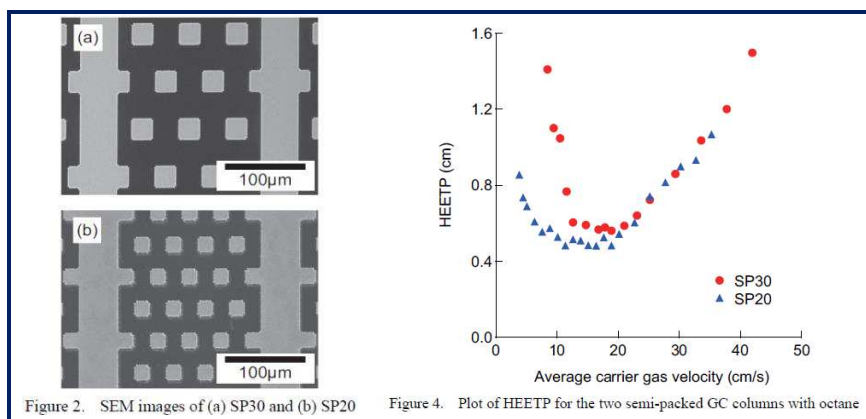 (a)
100μm
(b)
100μm
Figure 2. SEM images of (a) SP30 and (b) SP20
1.6
1.2
0.8
0.4
0.0
HEETP (cm)
0
10
20
30
40
50
Average carrier gas velocity (cm/s)
SP30
SP20
Figure 4. Plot of HEETP for the two semi-packed GC columns with octane